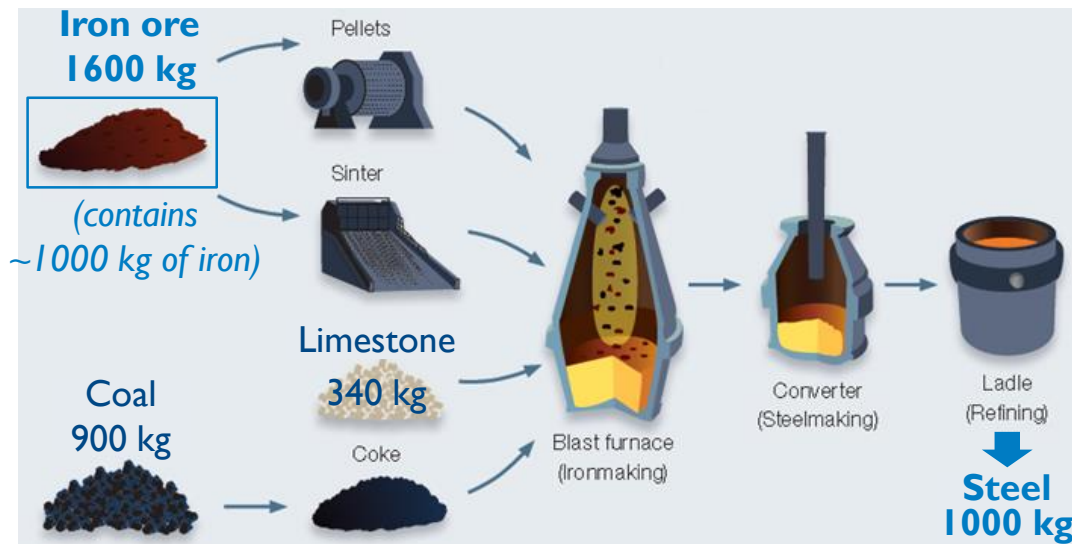 Iron ore
1600 kg
(contains
~1000 kg of iron)
Pellets
Sinter
Limestone
340 kg
Coal
900 kg
Coke
Blast furnace
(Ironmaking)
Converter
(Steelmaking)
Ladle
(Refining)
Steel
1000 kg